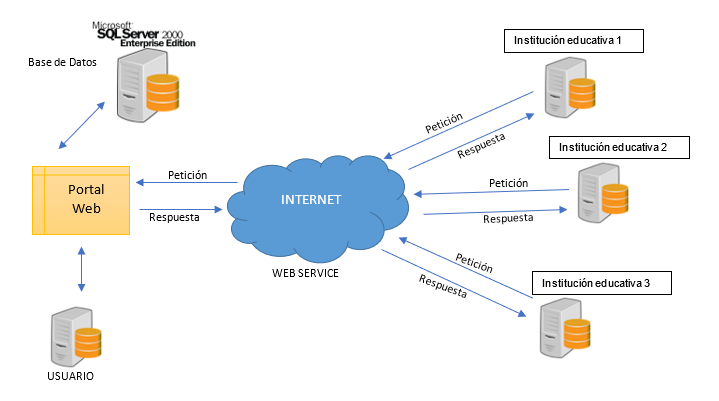 Microsoft
SQL Server 2000
Enterprise Edition
Base de Datos
Institución educativa 1
Petición
Respuesta
Institución educativa 2
Petición
Respuesta
Portal
Web
Petición
Respuesta
INTERNET
WEB SERVICE
Petición
Respuesta
Institución educativa 3
USUARIO